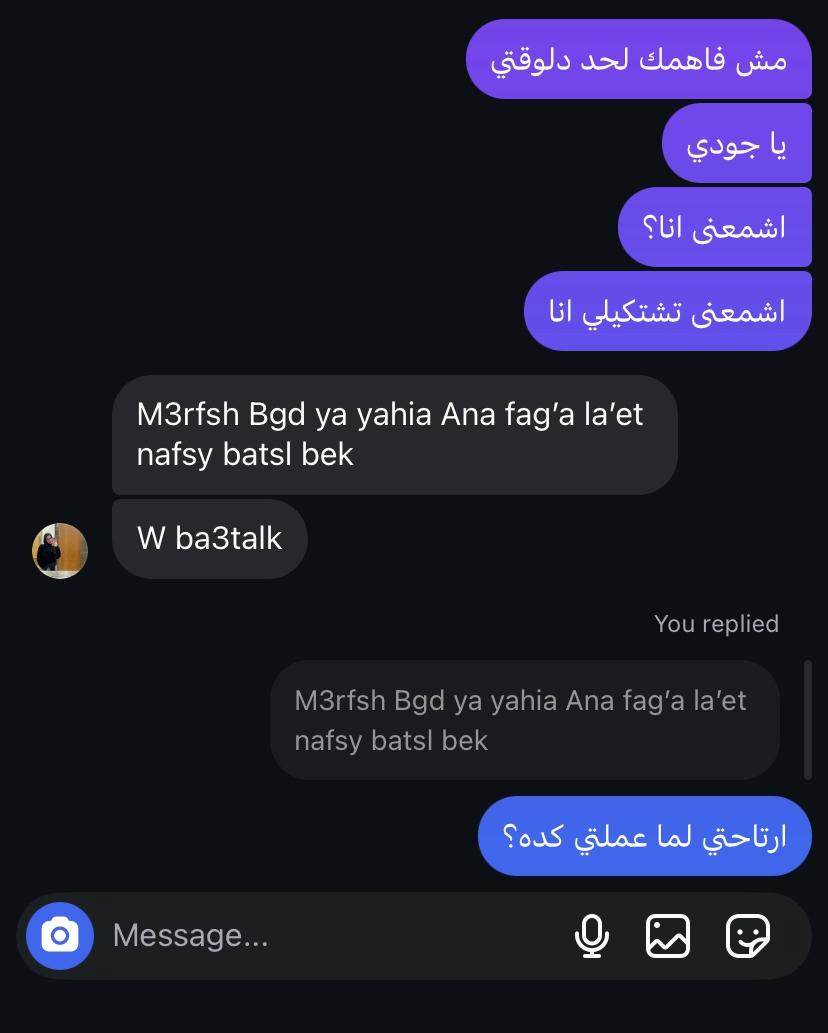 مش فاهمك لحد دلوقتي
يا جودي
اشمعنى انا؟
اشمعنى تشتكيلي انا
M3rfsh Bgd ya yahia Ana fag’a la’et
nafsy batsl bek
W ba3talk
You replied
M3rfsh Bgd ya yahia Ana fag’a la’et
nafsy batsl bek
ارتاحتي لما عملتي كده؟
Message...